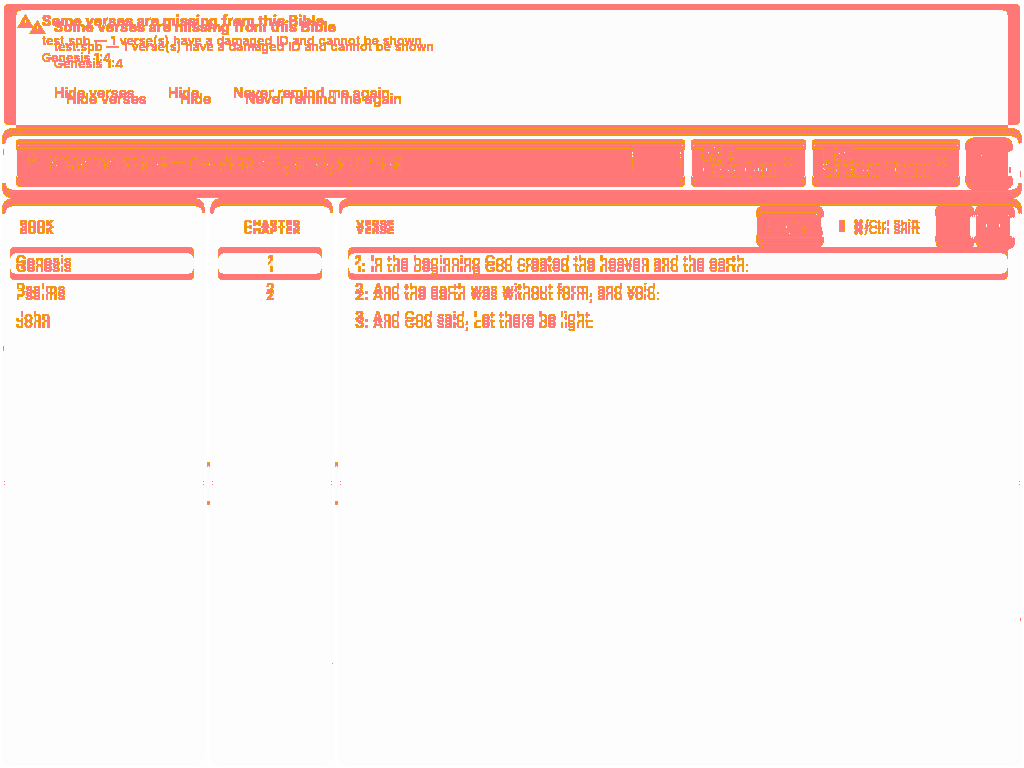 Some verses are missing from this Bible
test.spb — 1 verse(s) have a damaged ID and cannot be shown
Genesis 1:4
Hide verses Hide Never remind me again
BOOK CHAPTER VERSE ⌘/Ctrl Shift
Genesis 1 1: In the beginning God created the heaven and the earth.
Psalms 2 2: And the earth was without form, and void.
John 3: And God said, Let there be light